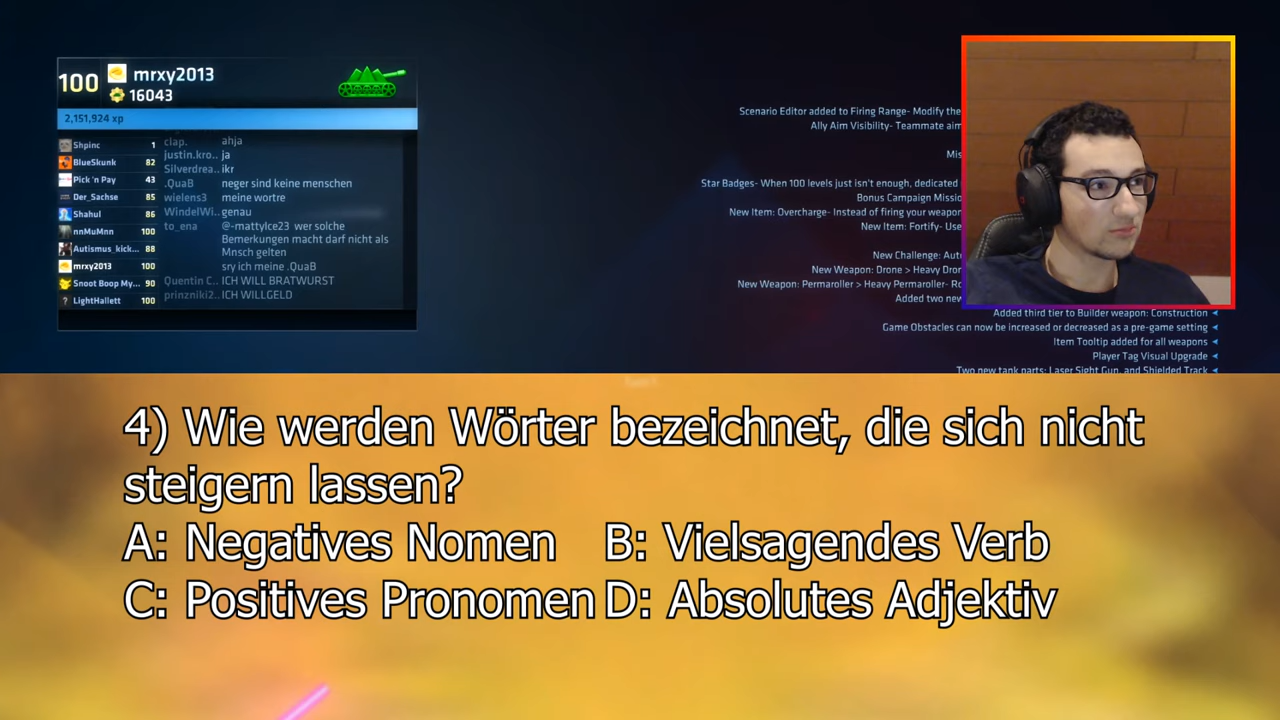 100 mrxy2013
16043
2,151,924 xp
Shpinc 1
BlueSkunk 82
Pick 'n Pay 43
Der_Sachse 85
Shahul 86
nnMuMnn 100
Autismus_kick... 88
mrxy2013 100
Snoot Boop My... 90
? LightHallett 100
clap. ahja
justin.kro.. ja
Silverdrea.. ikr
.QuaB neger sind keine menschen
wielens3 meine wortre
WindelWi.. genau
to_ena @-mattyIce23 wer solche
Bemerkungen macht darf nicht als
Mnsch gelten
sry ich meine .QuaB
Quentin C.. ICH WILL BRATWURST
prinzniki2.. ICH WILLGELD
Scenario Editor added to Firing Range- Modify the
Ally Aim Visibility- Teammate aim
Mis
Star Badges- When 100 levels just isn't enough, dedicated
Bonus Campaign Missio
New Item: Overcharge- Instead of firing your weapon
New Item: Fortify- Use
New Challenge: Aut
New Weapon: Drone > Heavy Dron
New Weapon: Permaroller > Heavy Permaroller- Ro
Added two new
Added third tier to Builder weapon: Construction
Game Obstacles can now be increased or decreased as a pre-game setting
Item Tooltip added for all weapons
Player Tag Visual Upgrade
Two new tank parts: Laser Sight Gun, and Shielded Track
4) Wie werden Wörter bezeichnet, die sich nicht
steigern lassen?
A: Negatives Nomen B: Vielsagendes Verb
C: Positives Pronomen D: Absolutes Adjektiv